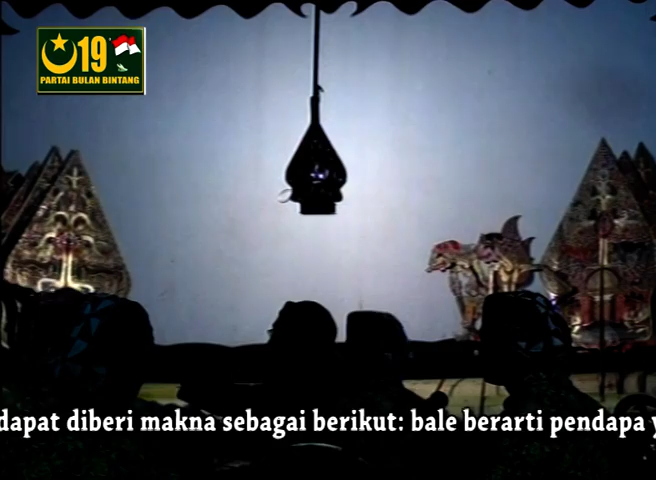 19
PARTAI BULAN BINTANG
dapat diberi makna sebagai berikut: bale berarti pendapa